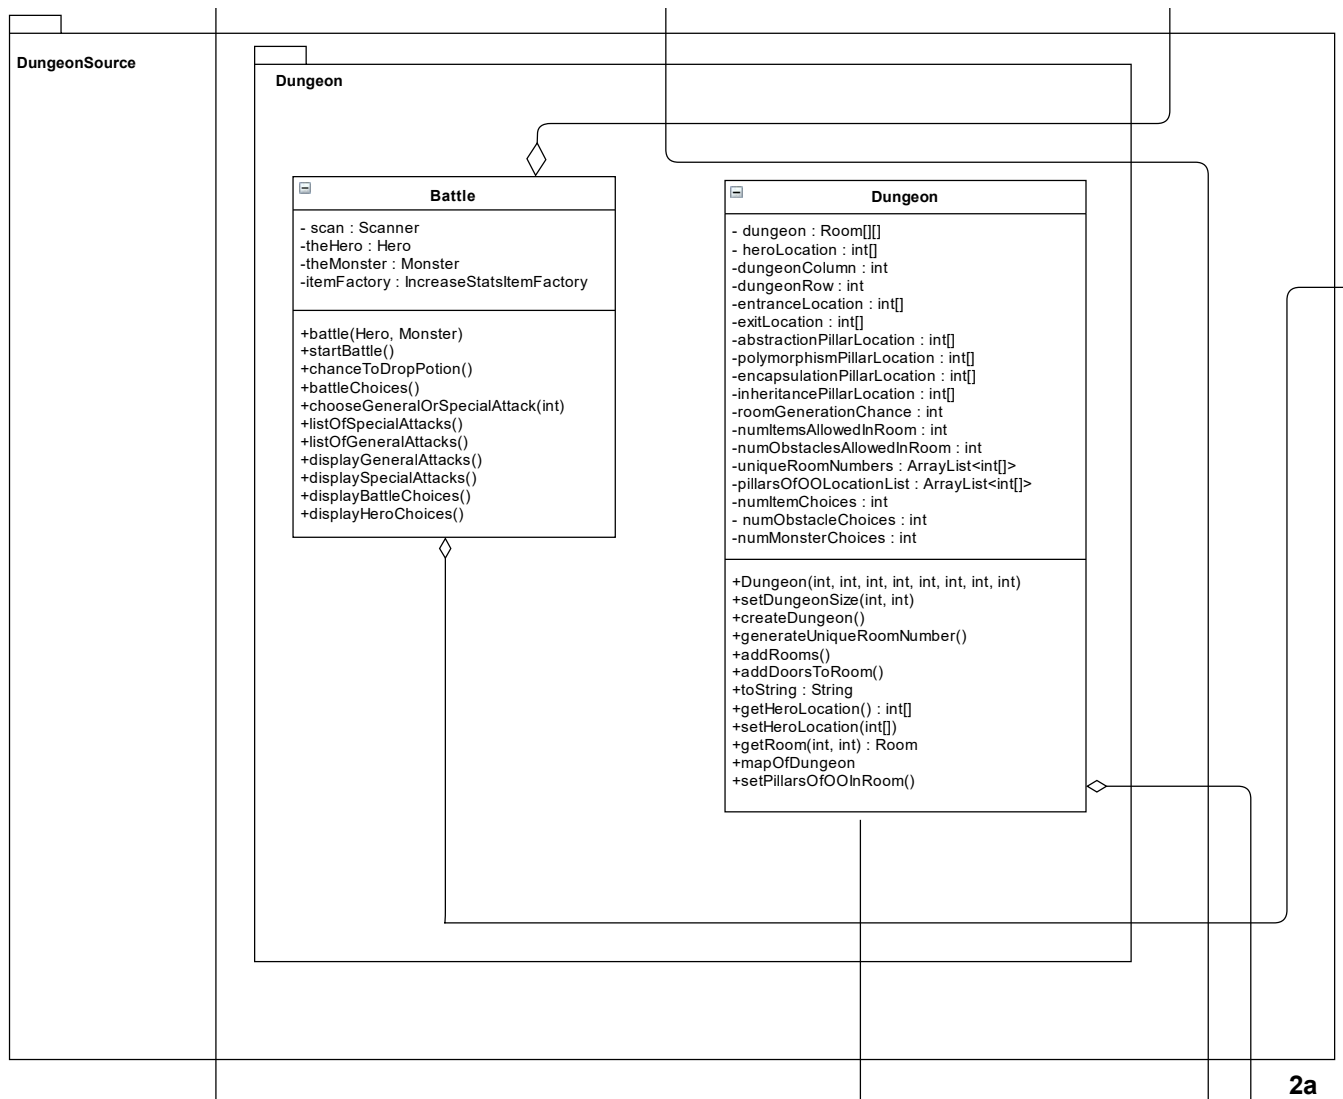 DungeonSource
Dungeon
Battle
- scan : Scanner
-theHero : Hero
-theMonster : Monster
-itemFactory : IncreaseStatsItemFactory
+battle(Hero, Monster)
+startBattle()
+chanceToDropPotion()
+battleChoices()
+chooseGeneralOrSpecialAttack(int)
+listOfSpecialAttacks()
+listOfGeneralAttacks()
+displayGeneralAttacks()
+displaySpecialAttacks()
+displayBattleChoices()
+displayHeroChoices()
Dungeon
- dungeon : Room[][]
- heroLocation : int[]
-dungeonColumn : int
-dungeonRow : int
-entranceLocation : int[]
-exitLocation : int[]
-abstractionPillarLocation : int[]
-polymorphismPillarLocation : int[]
-encapsulationPillarLocation : int[]
-inheritancePillarLocation : int[]
-roomGenerationChance : int
-numItemsAllowedInRoom : int
-numObstaclesAllowedInRoom : int
-uniqueRoomNumbers : ArrayList<int[]>
-pillarsOfOOLocationList : ArrayList<int[]>
-numItemChoices : int
- numObstacleChoices : int
-numMonsterChoices : int
+Dungeon(int, int, int, int, int, int, int, int)
+setDungeonSize(int, int)
+createDungeon()
+generateUniqueRoomNumber()
+addRooms()
+addDoorsToRoom()
+toString : String
+getHeroLocation() : int[]
+setHeroLocation(int[])
+getRoom(int, int) : Room
+mapOfDungeon
+setPillarsOfOOInRoom()
2a